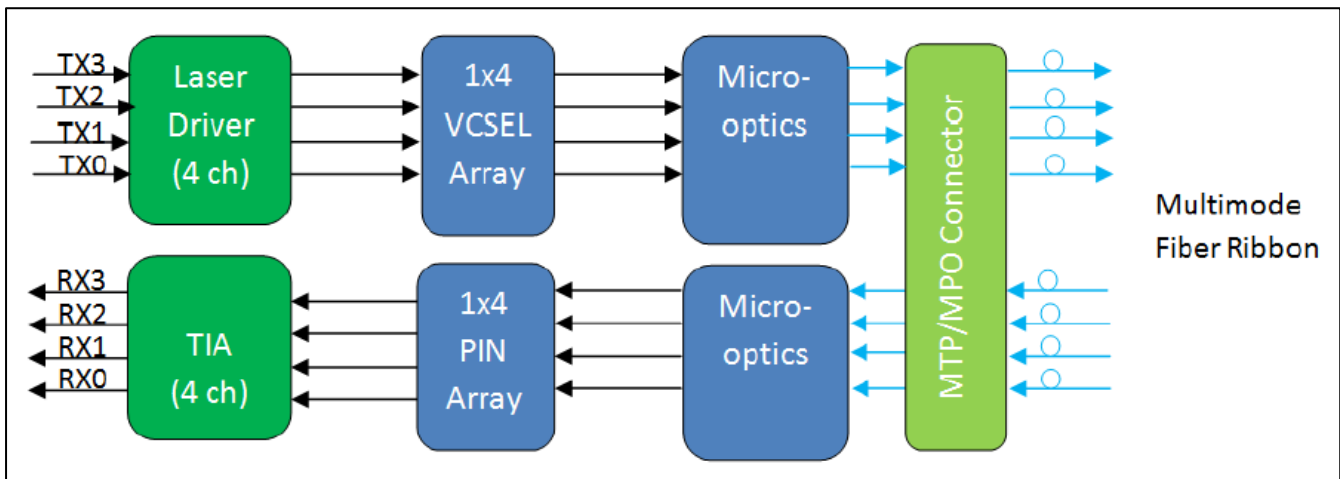 TX3
TX2
TX1
TX0
Laser
Driver
(4 ch)
1x4
VCSEL
Array
Micro-
optics
MTP/MPO Connector
Multimode
Fiber Ribbon
RX3
RX2
RX1
RX0
TIA
(4 ch)
1x4
PIN
Array
Micro-
optics